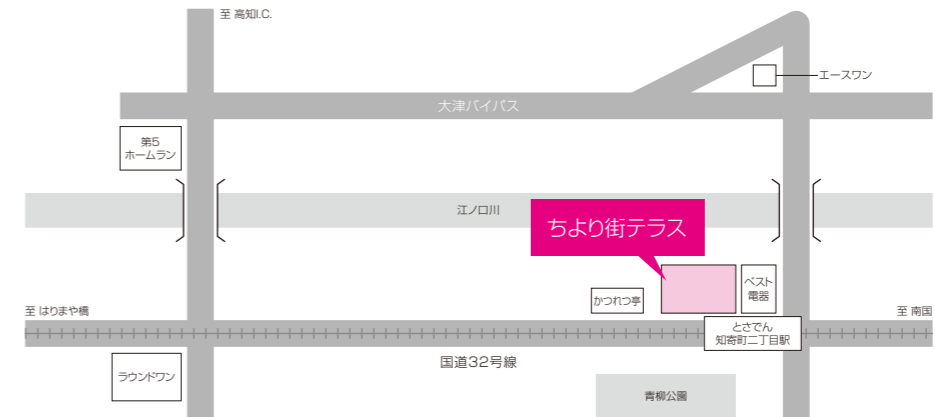 至 高知I.C.
エースワン
大津バイパス
第5
ホームラン
江ノ口川
ちより街テラス
ベスト
電器
かつれつ亭
至 はりまや橋
至 南国
とさでん
知寄町二丁目駅
国道32号線
ラウンドワン
青柳公園